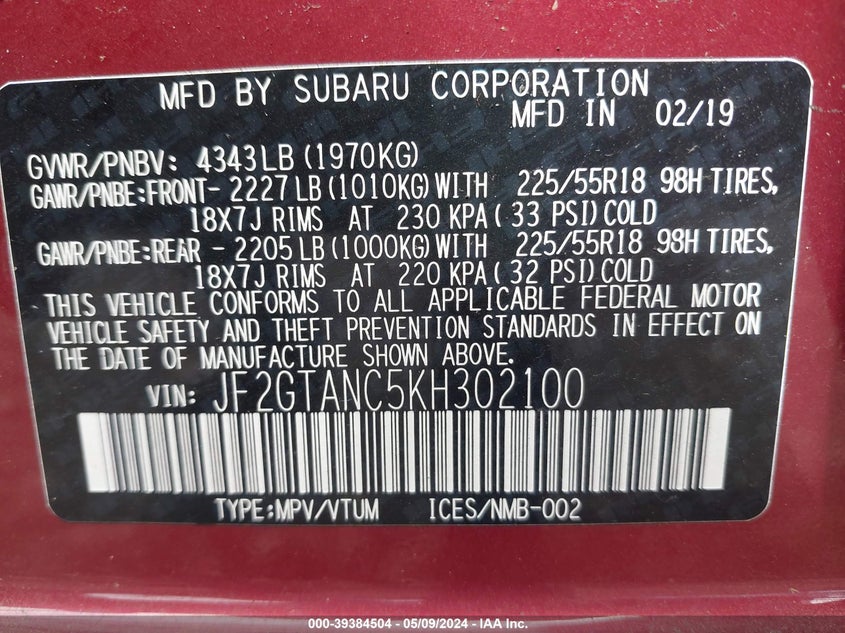 MFD BY SUBARU CORPORATION
MFD IN 02/19
GVWR/PNBV: 4343LB (1970KG)
GAWR/PNBE:FRONT- 2227 LB (1010KG) WITH 225/55R18 98H TIRES,
18X7J RIMS AT 230 KPA ( 33 PSI) COLD
GAWR/PNBE:REAR - 2205 LB (1000KG) WITH 225/55R18 98H TIRES,
18X7J RIMS AT 220 KPA ( 32 PSI) COLD
THIS VEHICLE CONFORMS TO ALL APPLICABLE FEDERAL MOTOR
VEHICLE SAFETY AND THEFT PREVENTION STANDARDS IN EFFECT ON
THE DATE OF MANUFACTURE SHOWN ABOVE.
VIN: JF2GTANC5KH302100
TYPE:MPV/VTUM ICES/NMB-002
000-39384504 - 05/09/2024 - IAA Inc.